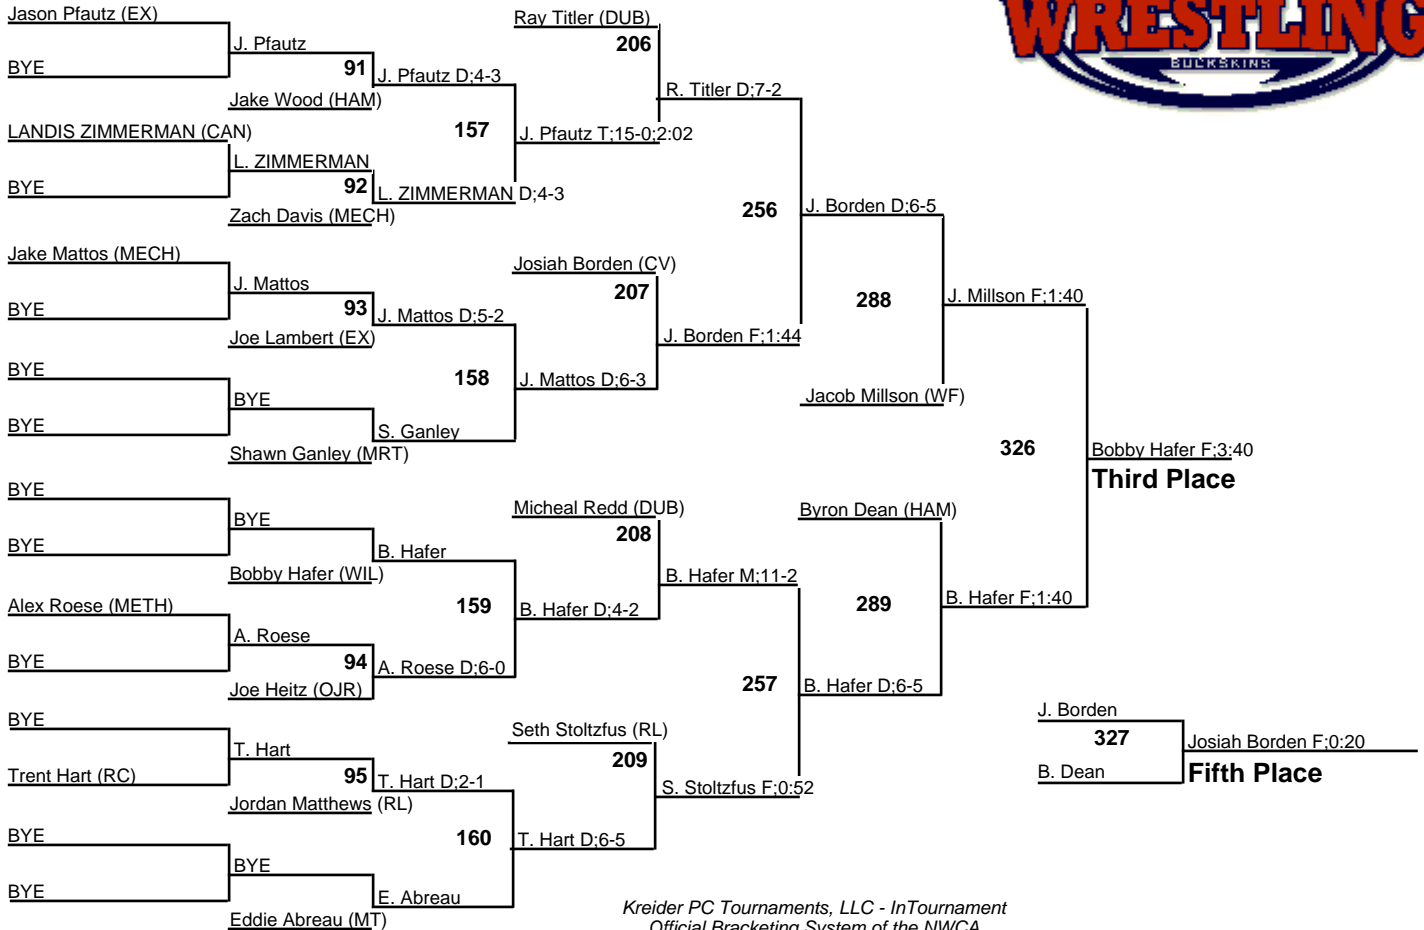 WRESTLING
BUCKSKINS
Jason Pfautz (EX)
BYE
J. Pfautz
91
Jake Wood (HAM)
J. Pfautz D;4-3
LANDIS ZIMMERMAN (CAN)
BYE
L. ZIMMERMAN
92
Zach Davis (MECH)
L. ZIMMERMAN D;4-3
157
J. Pfautz T;15-0;2:02
Ray Titler (DUB)
206
R. Titler D;7-2
Jake Mattos (MECH)
BYE
J. Mattos
93
Joe Lambert (EX)
J. Mattos D;5-2
BYE
BYE
BYE
Shawn Ganley (MRT)
S. Ganley
158
J. Mattos D;6-3
Josiah Borden (CV)
207
J. Borden F;1:44
256
J. Borden D;6-5
288
Jacob Millson (WF)
J. Millson F;1:40
BYE
BYE
BYE
Bobby Hafer (WIL)
B. Hafer
Alex Roese (METH)
BYE
A. Roese
94
Joe Heitz (OJR)
A. Roese D;6-0
159
B. Hafer D;4-2
Micheal Redd (DUB)
208
B. Hafer M;11-2
BYE
Trent Hart (RC)
T. Hart
95
Jordan Matthews (RL)
T. Hart D;2-1
BYE
BYE
BYE
Eddie Abreau (MT)
E. Abreau
160
T. Hart D;6-5
Seth Stoltzfus (RL)
209
S. Stoltzfus F;0:52
257
B. Hafer D;6-5
Byron Dean (HAM)
289
B. Hafer F;1:40
326
Bobby Hafer F;3:40
Third Place
J. Borden
327
B. Dean
Josiah Borden F;0:20
Fifth Place
Kreider PC Tournaments, LLC - InTournament
Official Bracketing System of the NWCA